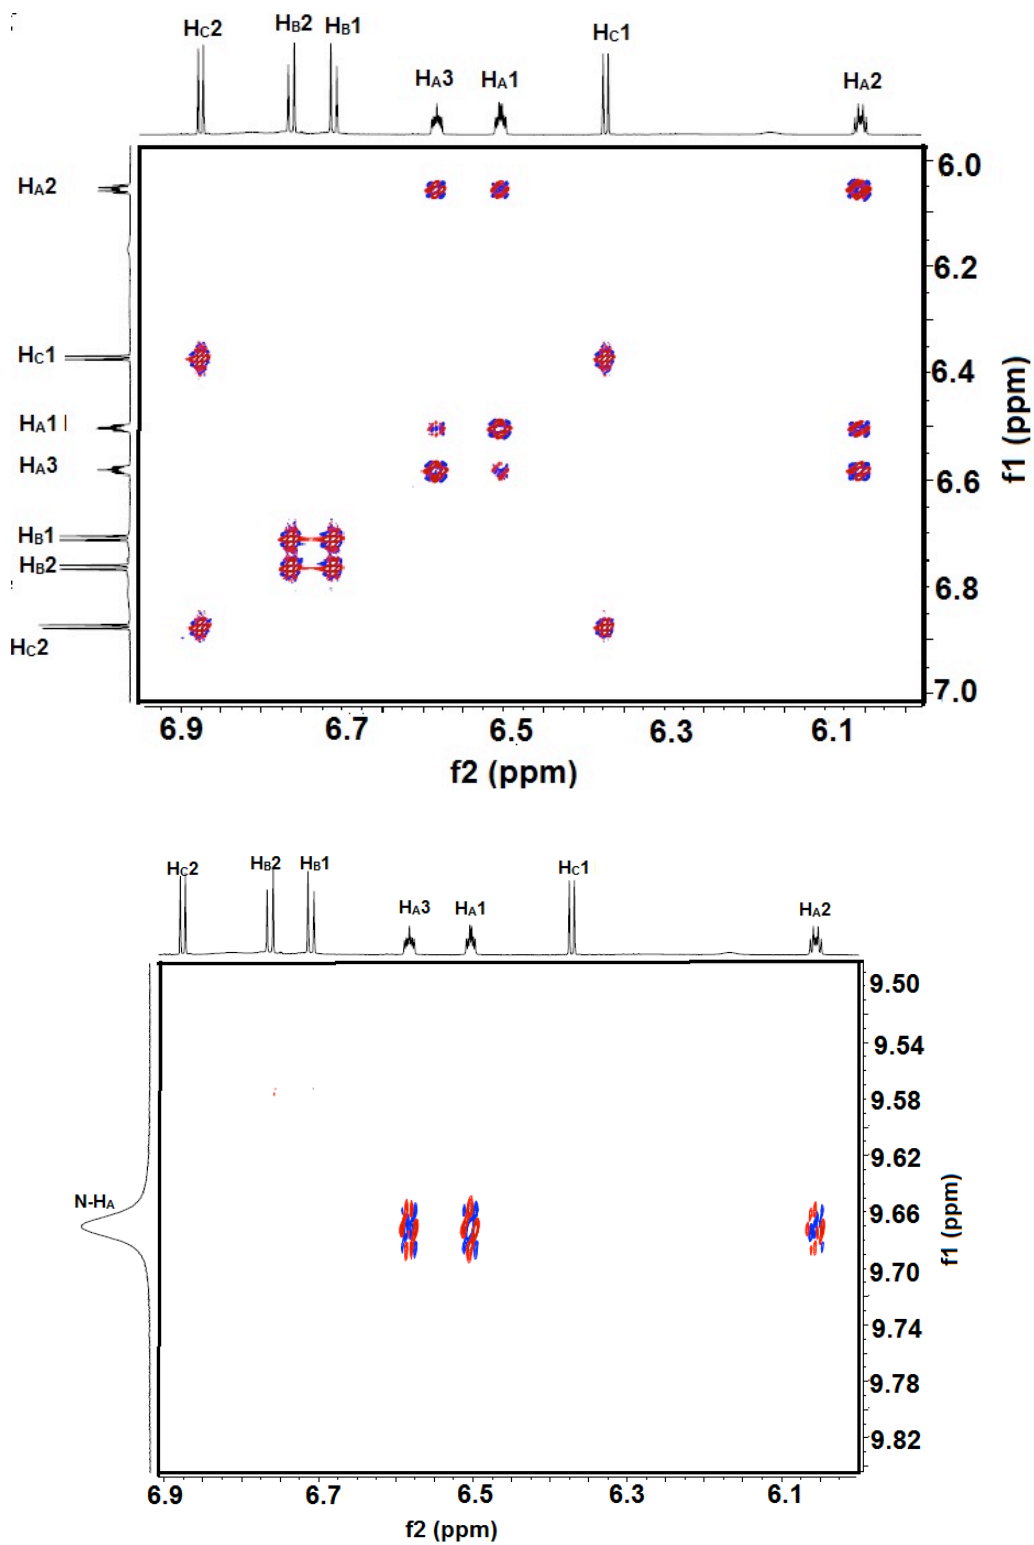 HC2 HB2 HB1 HC1
HA3 HA1 HA2
HA2
HC1
HA1
HA3
HB1
HB2
HC2
6.0
6.2
6.4
6.6
6.8
7.0
f1 (ppm)
6.9 6.7 6.5 6.3 6.1
f2 (ppm)
HC2 HB2 HB1 HC1
HA3 HA1 HA2
N-HA
9.50
9.54
9.58
9.62
9.66
9.70
9.74
9.78
9.82
f1 (ppm)
6.9 6.7 6.5 6.3 6.1
f2 (ppm)